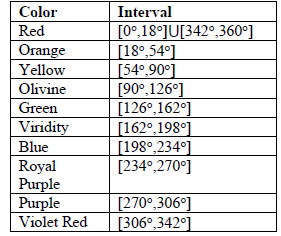 Color Interval
Red [0°,18°]∪[342°,360°]
Orange [18°,54°]
Yellow [54°,90°]
Olivine [90°,126°]
Green [126°,162°]
Viridity [162°,198°]
Blue [198°,234°]
Royal [234°,270°]
Purple
Purple [270°,306°]
Violet Red [306°,342°]